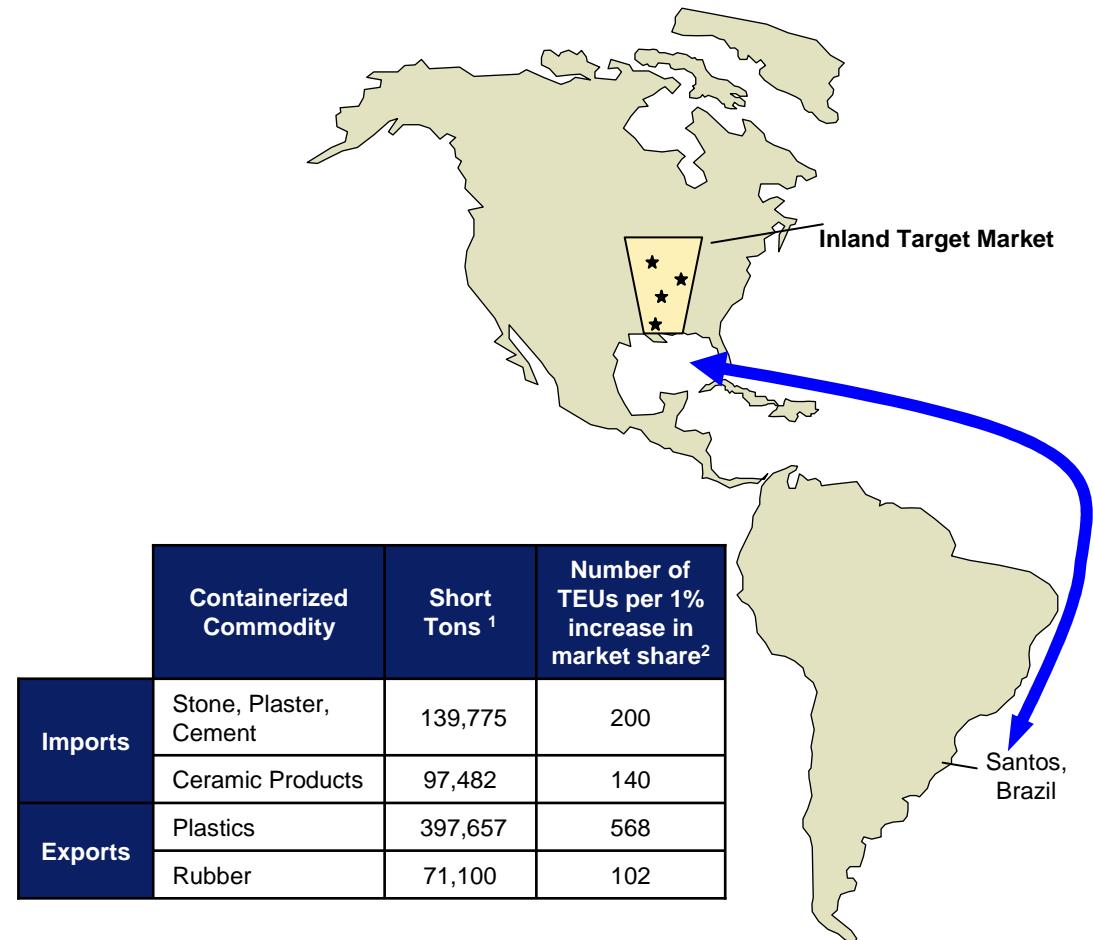 Inland Target Market
Containerized
Commodity
Short
Tons 1
Number of
TEUs per 1%
increase in
market share2
Imports
Stone, Plaster,
Cement
139,775
200
Ceramic Products
97,482
140
Exports
Plastics
397,657
568
Rubber
71,100
102
Santos,
Brazil